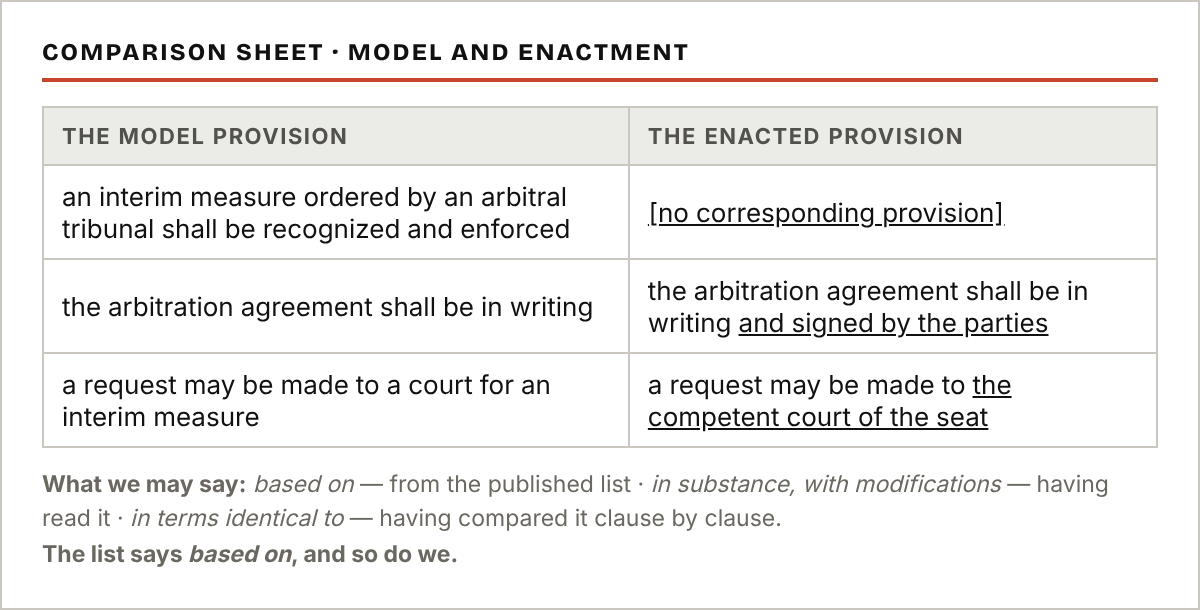 COMPARISON SHEET · MODEL AND ENACTMENT
THE MODEL PROVISION
THE ENACTED PROVISION
an interim measure ordered by an arbitral
tribunal shall be recognized and enforced
[no corresponding provision]
the arbitration agreement shall be in writing
the arbitration agreement shall be in
writing and signed by the parties
a request may be made to a court for an
interim measure
a request may be made to the
competent court of the seat
What we may say: based on — from the published list · in substance, with modifications — having
read it · in terms identical to — having compared it clause by clause.
The list says based on, and so do we.